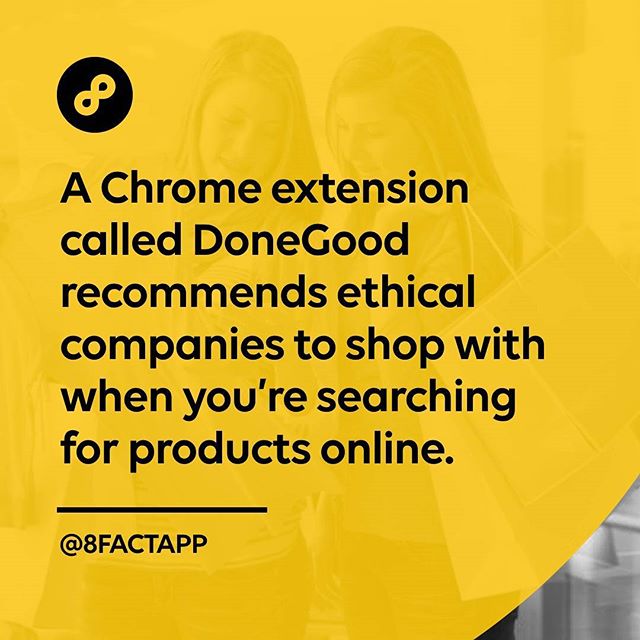 A Chrome extension
called DoneGood
recommends ethical
companies to shop with
when you're searching
for products online.
@8FACTAPP